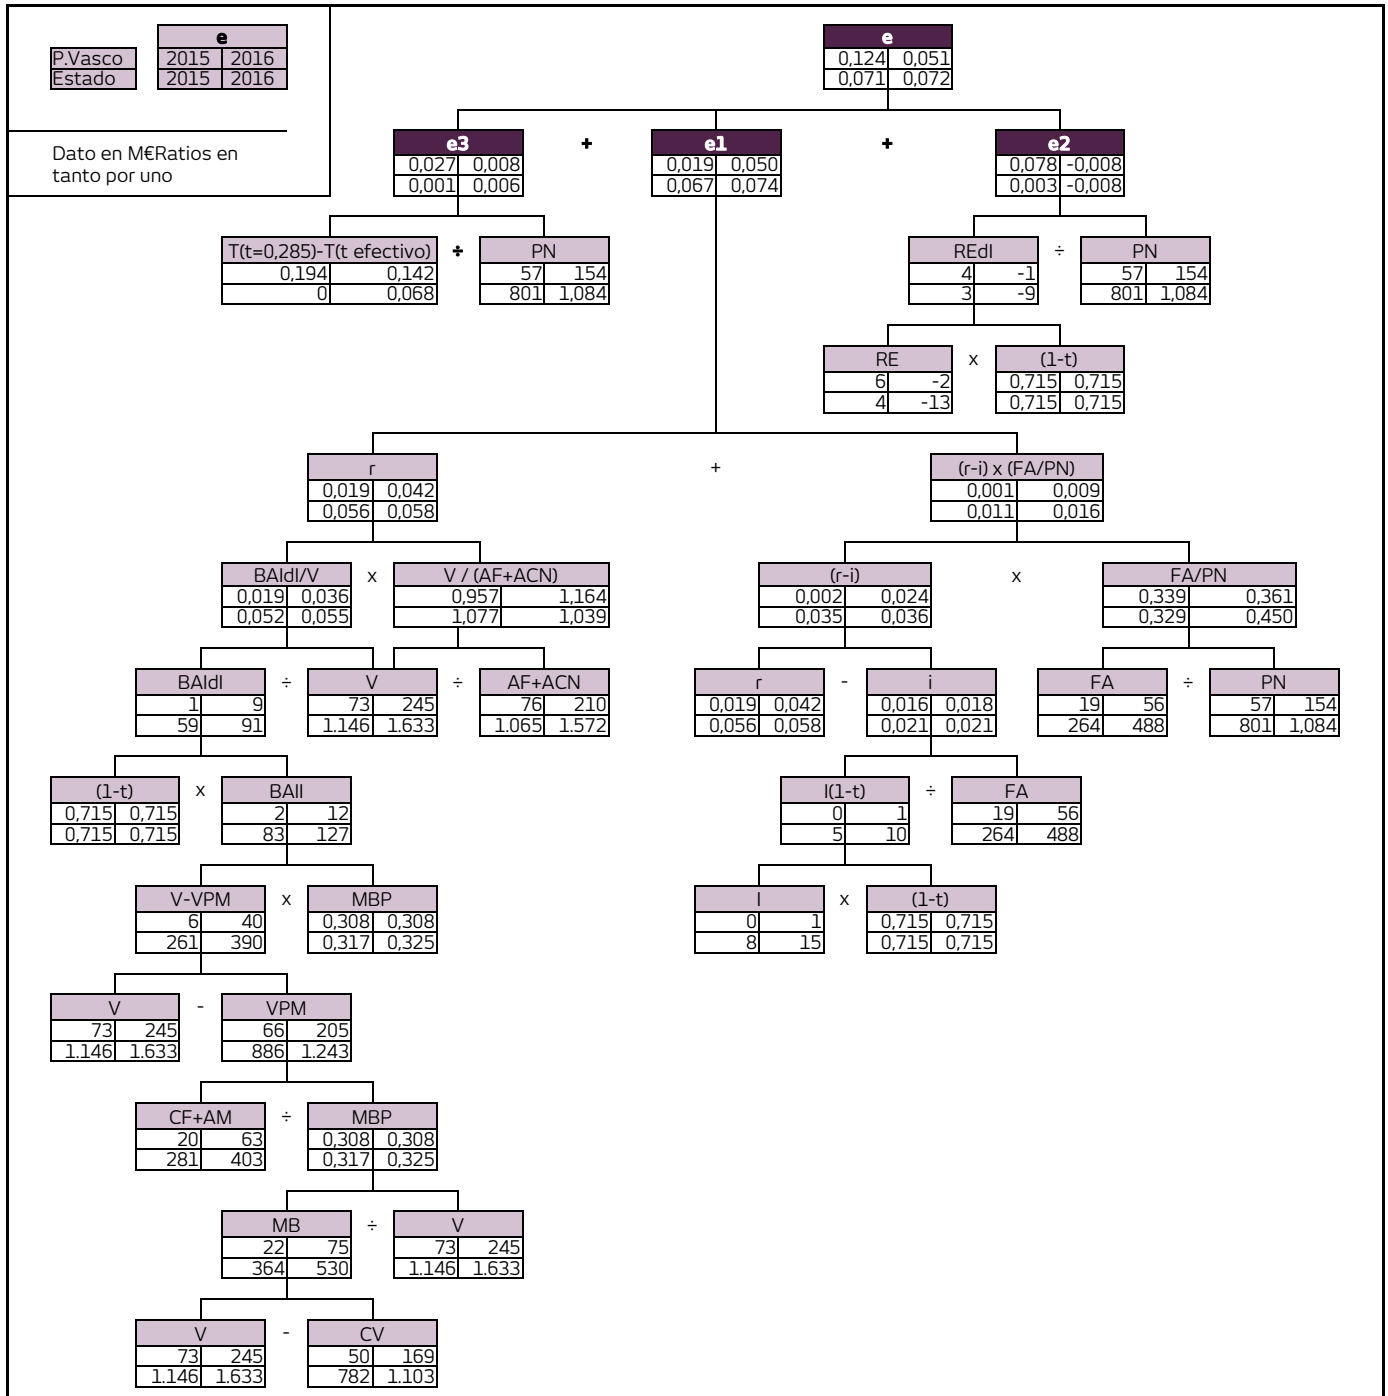 e
P.Vasco 2015 2016
Estado 2015 2016
Dato en M€Ratios en
tanto por uno
e
0,124 0,051
0,071 0,072
e3 + e1 + e2
0,027 0,008 0,019 0,050 0,078 -0,008
0,001 0,006 0,067 0,074 0,003 -0,008
T(t=0,285)-T(t efectivo) ÷ PN REdI ÷ PN
0,194 0,142 57 154 4 -1 57 154
0 0,068 801 1,084 3 -9 801 1,084
RE x (1-t)
6 -2 0,715 0,715
4 -13 0,715 0,715
r + (r-i) x (FA/PN)
0,019 0,042 0,001 0,009
0,056 0,058 0,011 0,016
BAIdI/V x V / (AF+ACN) (r-i) x FA/PN
0,019 0,036 0,957 1,164 0,002 0,024 0,339 0,361
0,052 0,055 1,077 1,039 0,035 0,036 0,329 0,450
BAIdI ÷ V ÷ AF+ACN r - i FA ÷ PN
1 9 73 245 76 210 0,019 0,042 0,016 0,018 19 56 57 154
59 91 1.146 1.633 1.065 1.572 0,056 0,058 0,021 0,021 264 488 801 1,084
(1-t) x BAII I(1-t) ÷ FA
0,715 0,715 2 12 0 1 19 56
0,715 0,715 83 127 5 10 264 488
V-VPM x MBP I x (1-t)
6 40 0,308 0,308 0 1 0,715 0,715
261 390 0,317 0,325 8 15 0,715 0,715
V - VPM
73 245 66 205
1.146 1.633 886 1.243
CF+AM ÷ MBP
20 63 0,308 0,308
281 403 0,317 0,325
MB ÷ V
22 75 73 245
364 530 1.146 1.633
V - CV
73 245 50 169
1.146 1.633 782 1.103